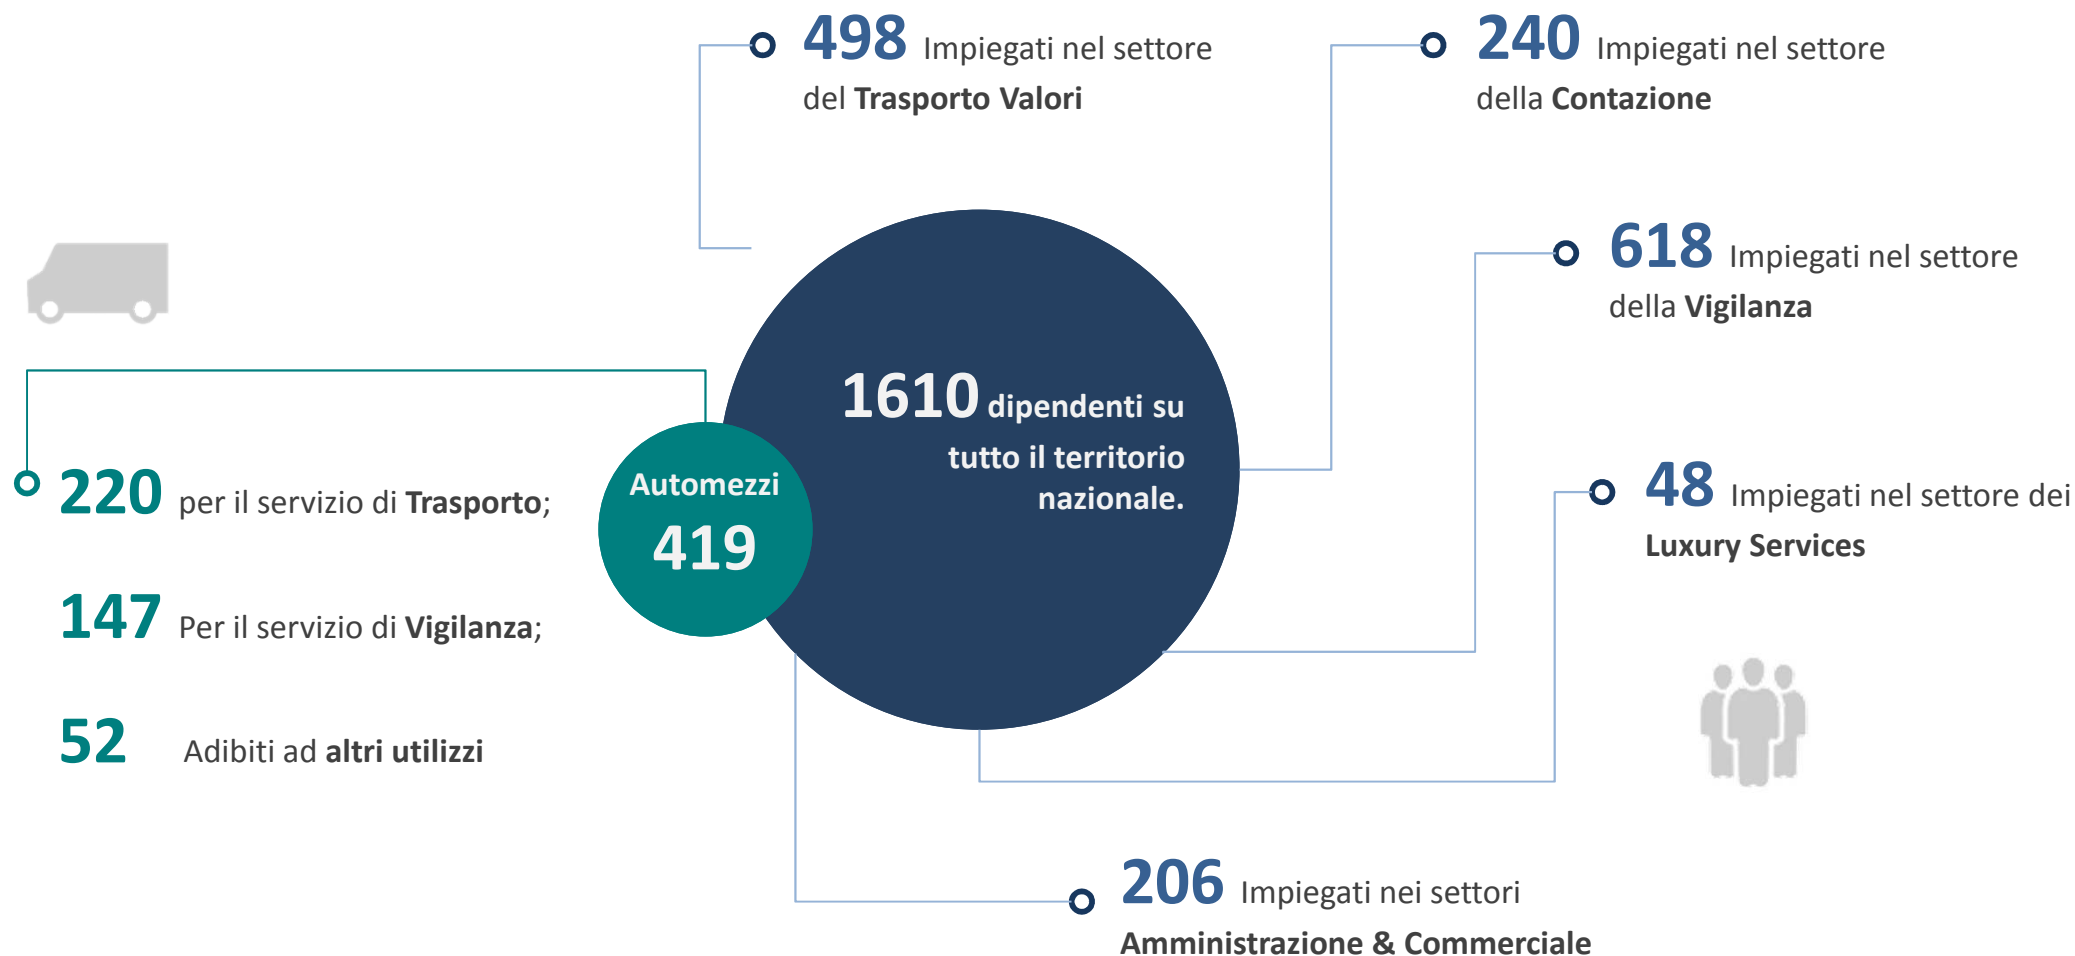 498 Impiegati nel settore
del Trasporto Valori
240 Impiegati nel settore
della Contazione
618 Impiegati nel settore
della Vigilanza
1610 dipendenti su
tutto il territorio
nazionale.
Automezzi
419
220 per il servizio di Trasporto;
147 Per il servizio di Vigilanza;
52 Adibiti ad altri utilizzi
48 Impiegati nel settore dei
Luxury Services
206 Impiegati nei settori
Amministrazione & Commerciale